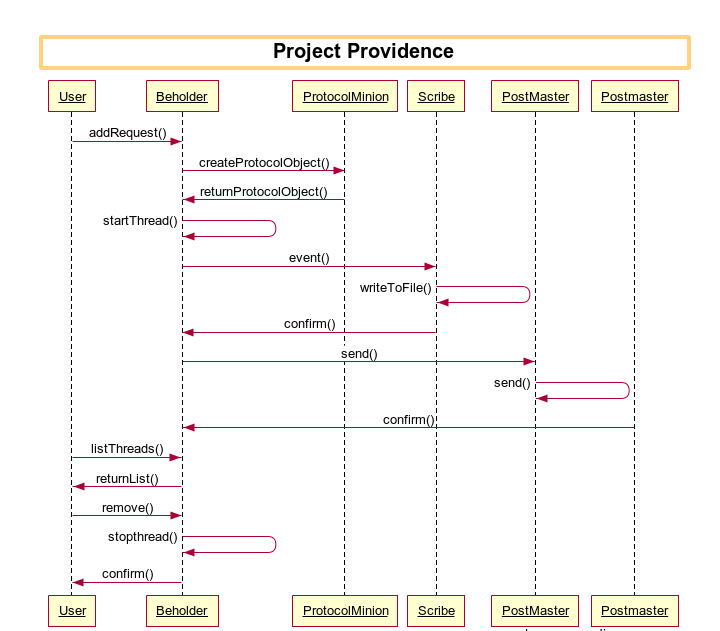 Project Providence
User Beholder ProtocolMinion Scribe PostMaster Postmaster
addRequest()
createProtocolObject()
returnProtocolObject()
startThread()
event()
writeToFile()
confirm()
send()
send()
confirm()
listThreads()
returnList()
remove()
stopthread()
confirm()
User Beholder ProtocolMinion Scribe PostMaster Postmaster